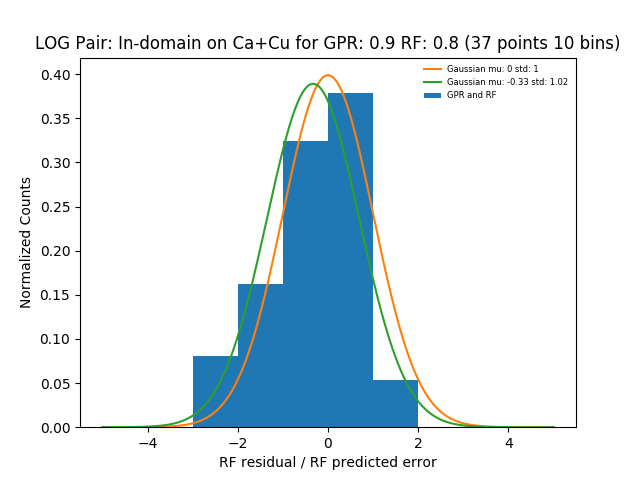 LOG Pair: In-domain on Ca+Cu for GPR: 0.9 RF: 0.8 (37 points 10 bins)
Gaussian mu: 0 std: 1
Gaussian mu: -0.33 std: 1.02
GPR and RF
Normalized Counts
0.40
0.35
0.30
0.25
0.20
0.15
0.10
0.05
0.00
−4 −2 0 2 4
RF residual / RF predicted error